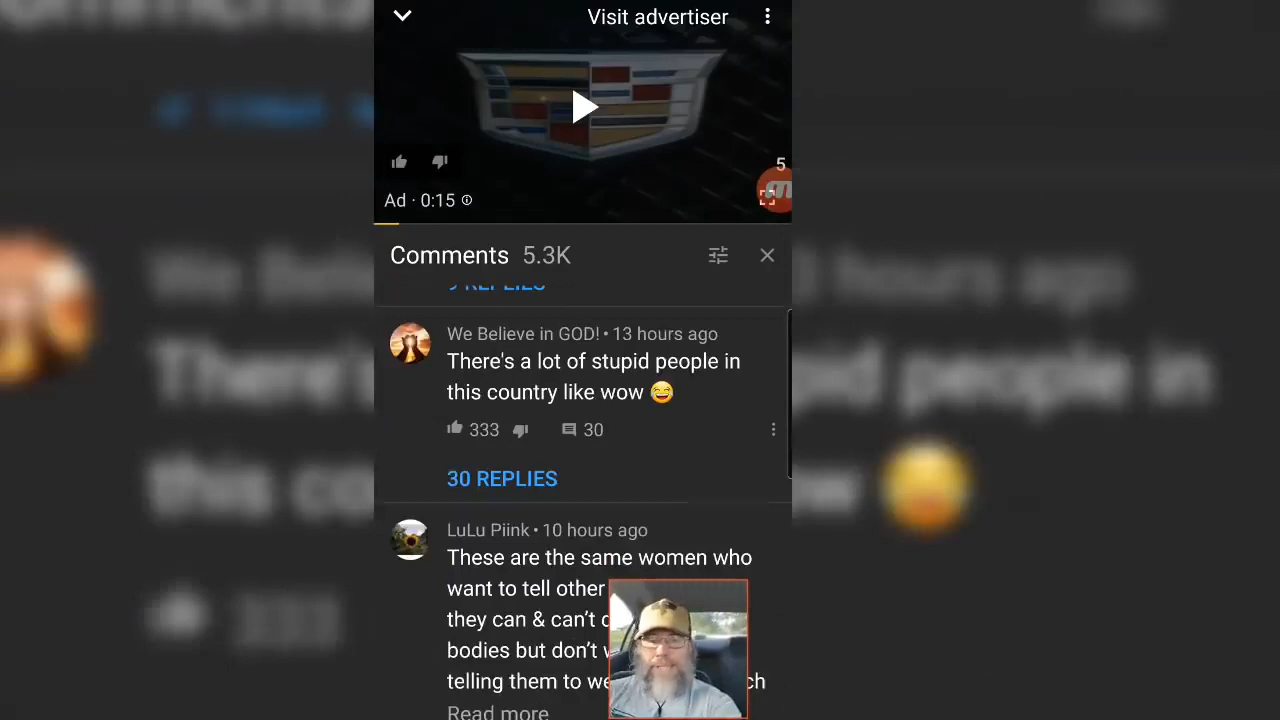 Visit advertiser
5
Ad · 0:15
Comments 5.3K
9 REPLIES
We Believe in GOD! • 13 hours ago
There's a lot of stupid people in
this country like wow 😂
333 30
30 REPLIES
LuLu Piink • 10 hours ago
These are the same women who
want to tell other
they can & can't
bodies but don't
telling them to
Read more